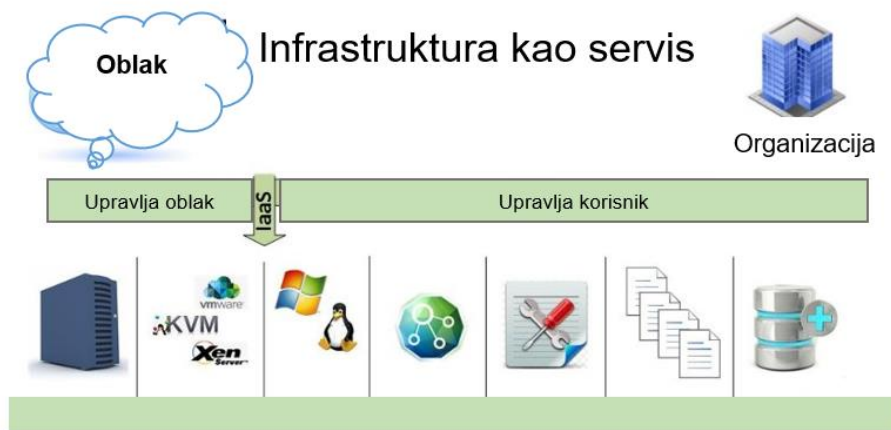 Oblak
Infrastruktura kao servis
Organizacija
Upravlja oblak
IaaS
Upravlja korisnik
vmware
KVM
Xen
Server